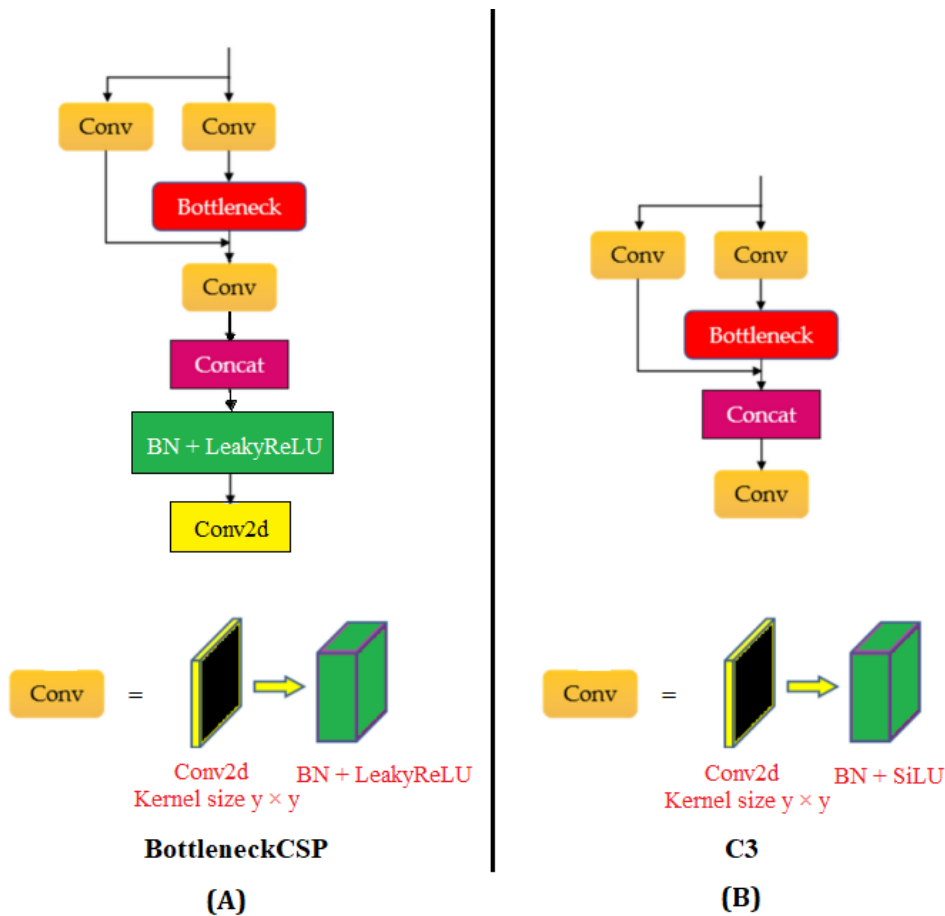 Conv
Conv
Bottleneck
Conv
Concat
BN + LeakyReLU
Conv2d
Conv
=
Conv2d
Kernel size y × y
BN + LeakyReLU
BottleneckCSP
(A)
Conv
Conv
Bottleneck
Concat
Conv
Conv
=
Conv2d
Kernel size y × y
BN + SiLU
C3
(B)